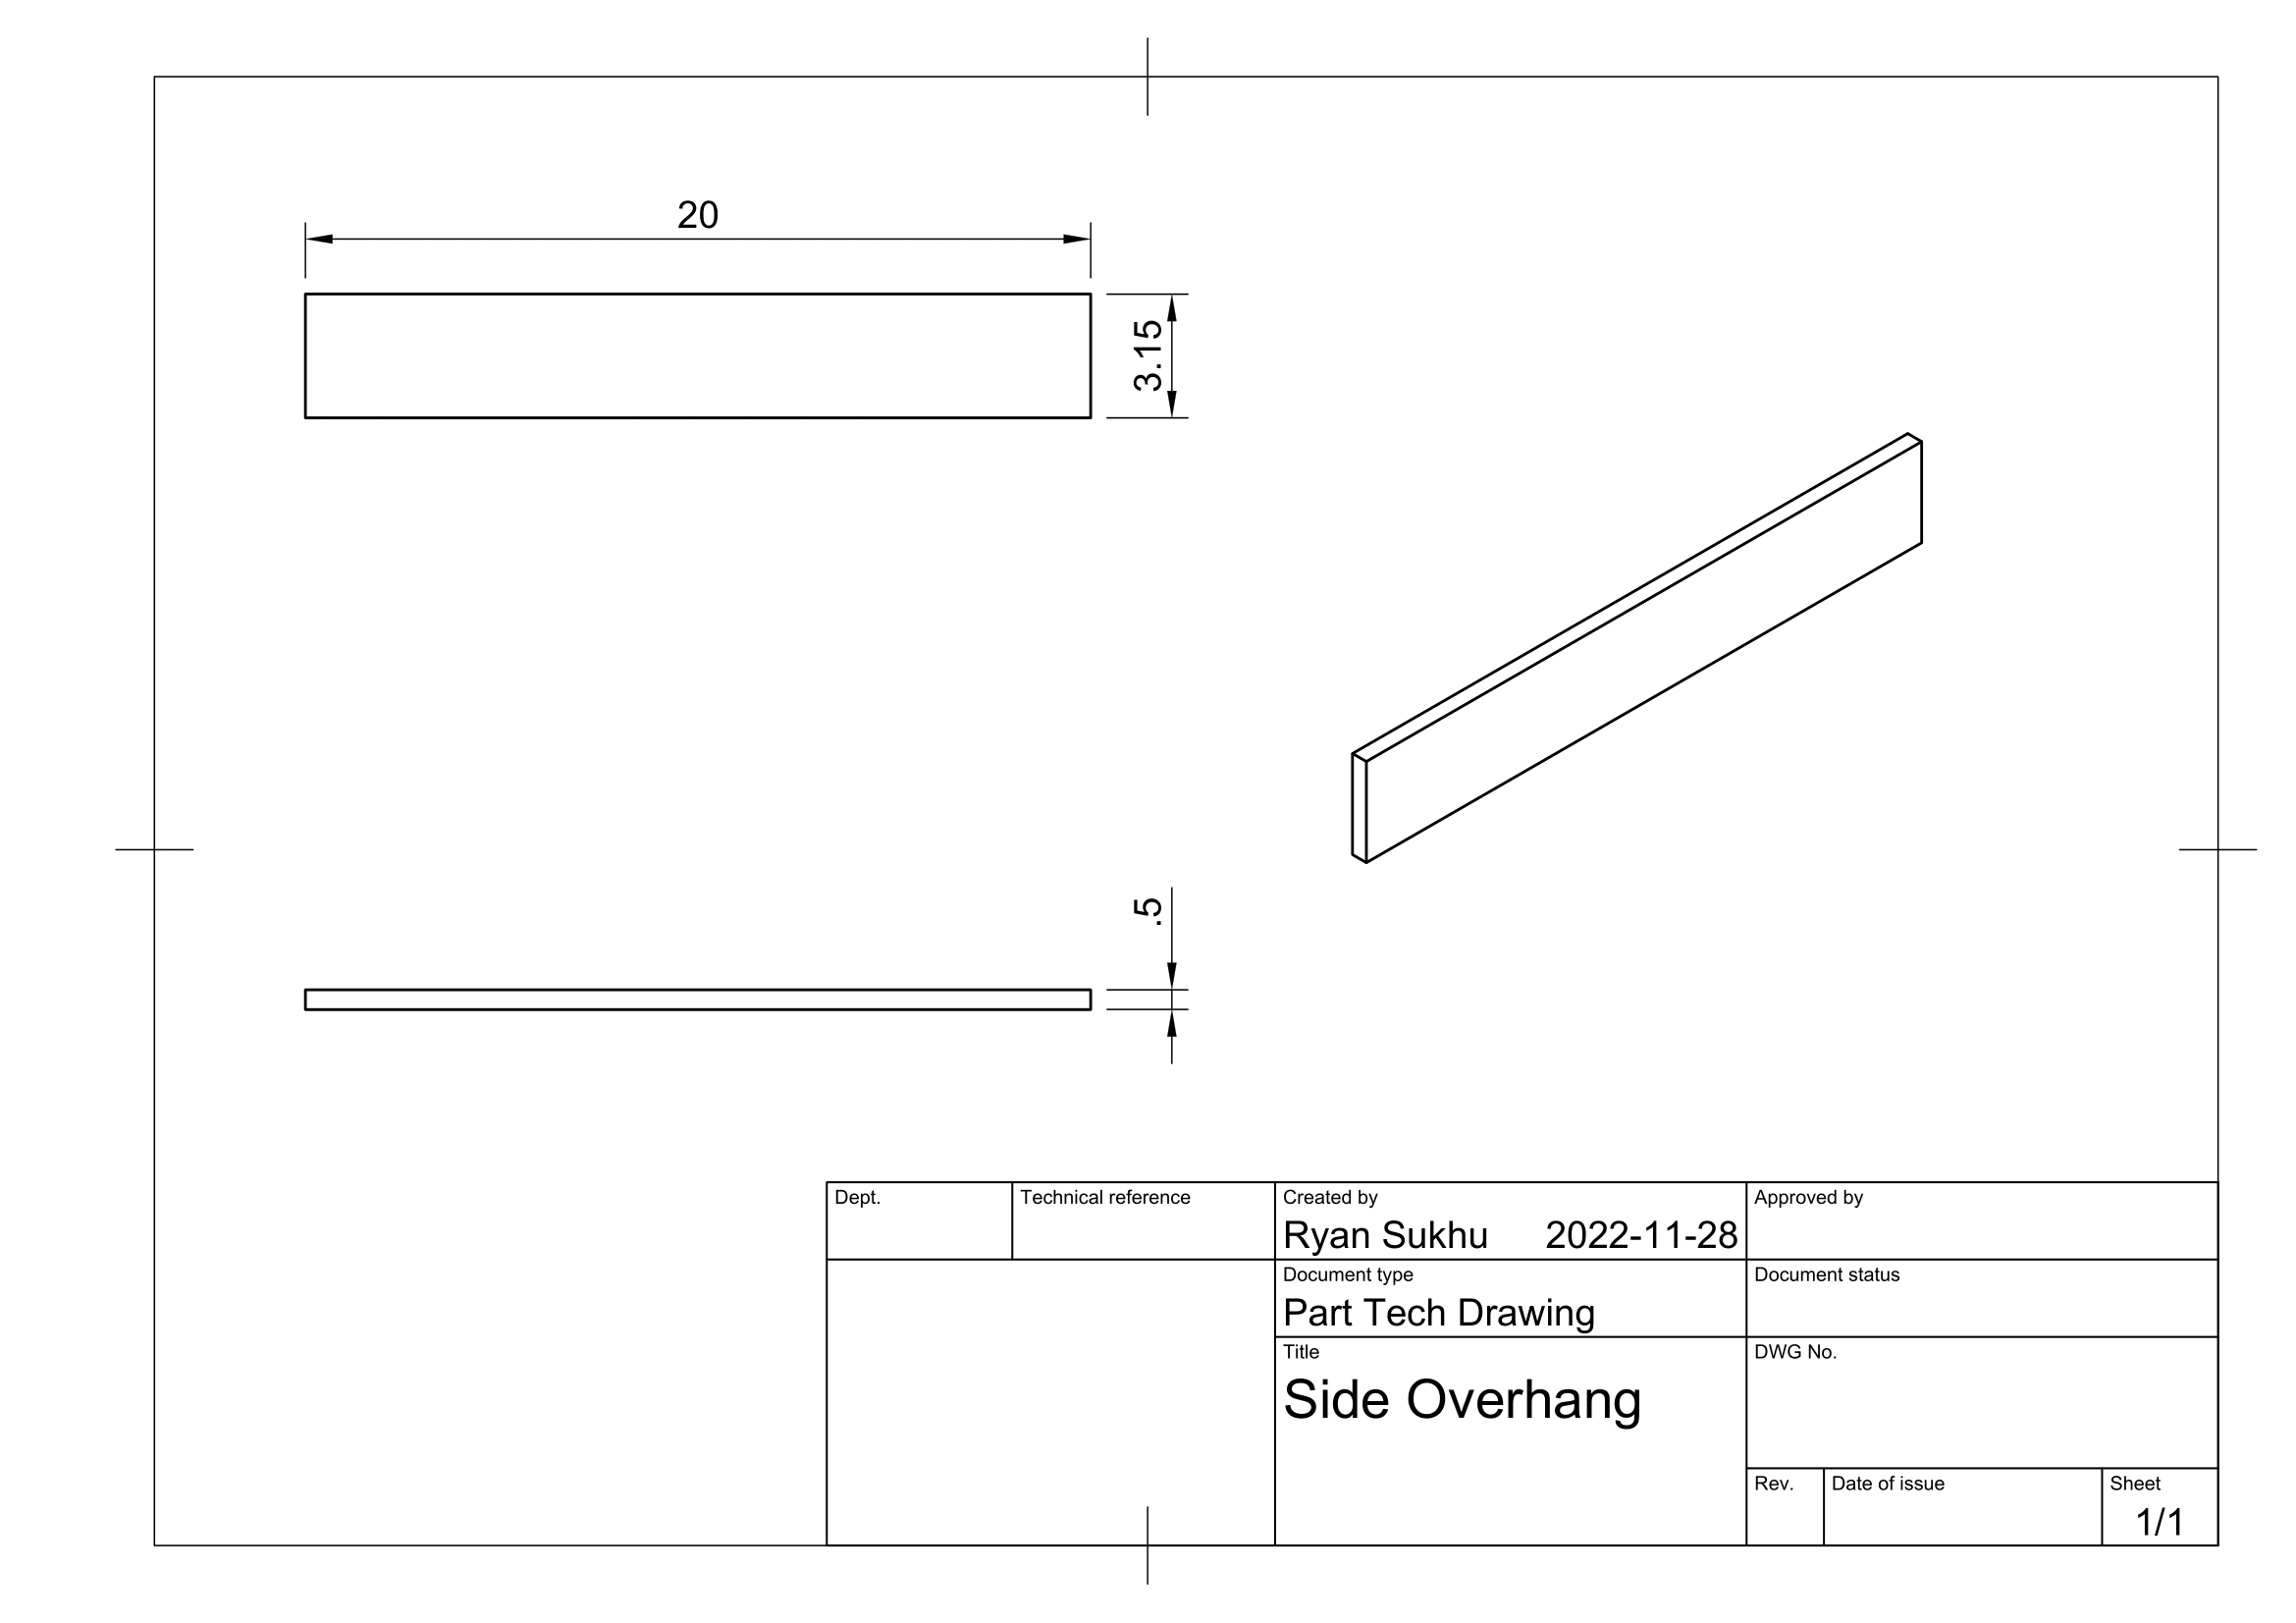 20
3.15
.5
Dept.
Technical reference
Created by
Approved by
Ryan Sukhu 2022-11-28
Document type
Document status
Part Tech Drawing
Title
DWG No.
Side Overhang
Rev.
Date of issue
Sheet
1/1